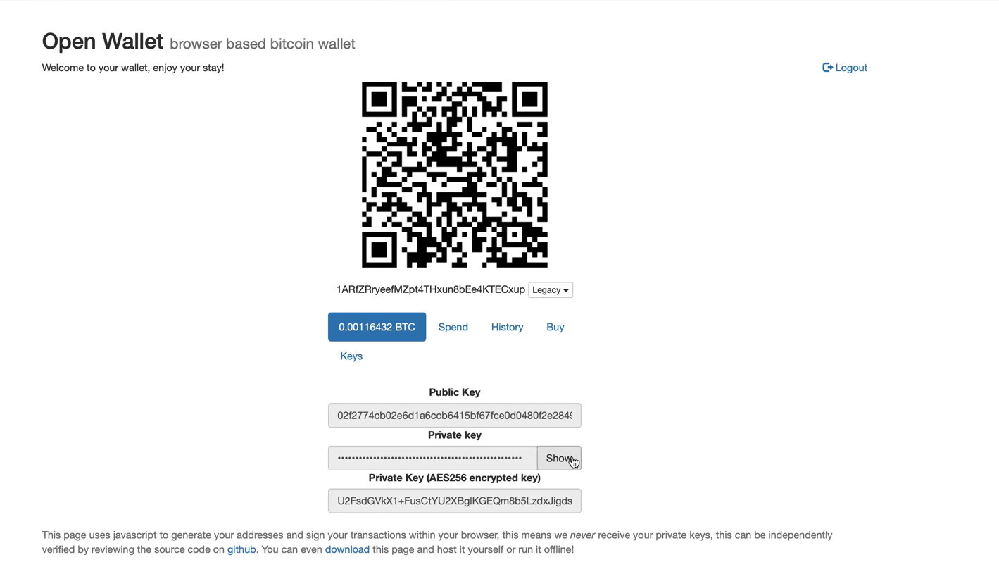 Open Wallet browser based bitcoin wallet
Welcome to your wallet, enjoy your stay!
Logout
1ARfZRryeefMZpt4THxun8bEe4KTECxup Legacy
0.00116432 BTC Spend History Buy
Keys
Public Key
02f2774cb02e6d1a6ccb6415bf67fce0d0480f2e2849
Private key
•••••••••••••••••••••••••••••••••••••••••••••••••••• Show
Private Key (AES256 encrypted key)
U2FsdGVkX1+FusCtYU2XBglKGEQm8b5LzdxJigds
This page uses javascript to generate your addresses and sign your transactions within your browser, this means we never receive your private keys, this can be independently
verified by reviewing the source code on github. You can even download this page and host it yourself or run it offline!